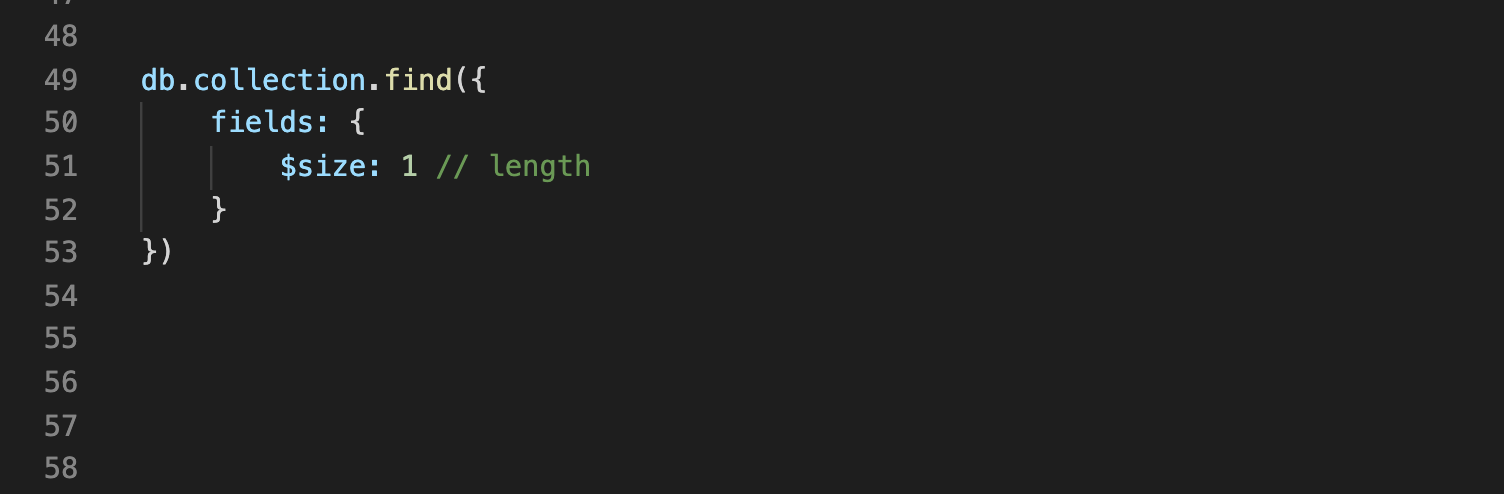 48
49 db.collection.find({
50 fields: {
51 $size: 1 // length
52 }
53 })
54
55
56
57
58